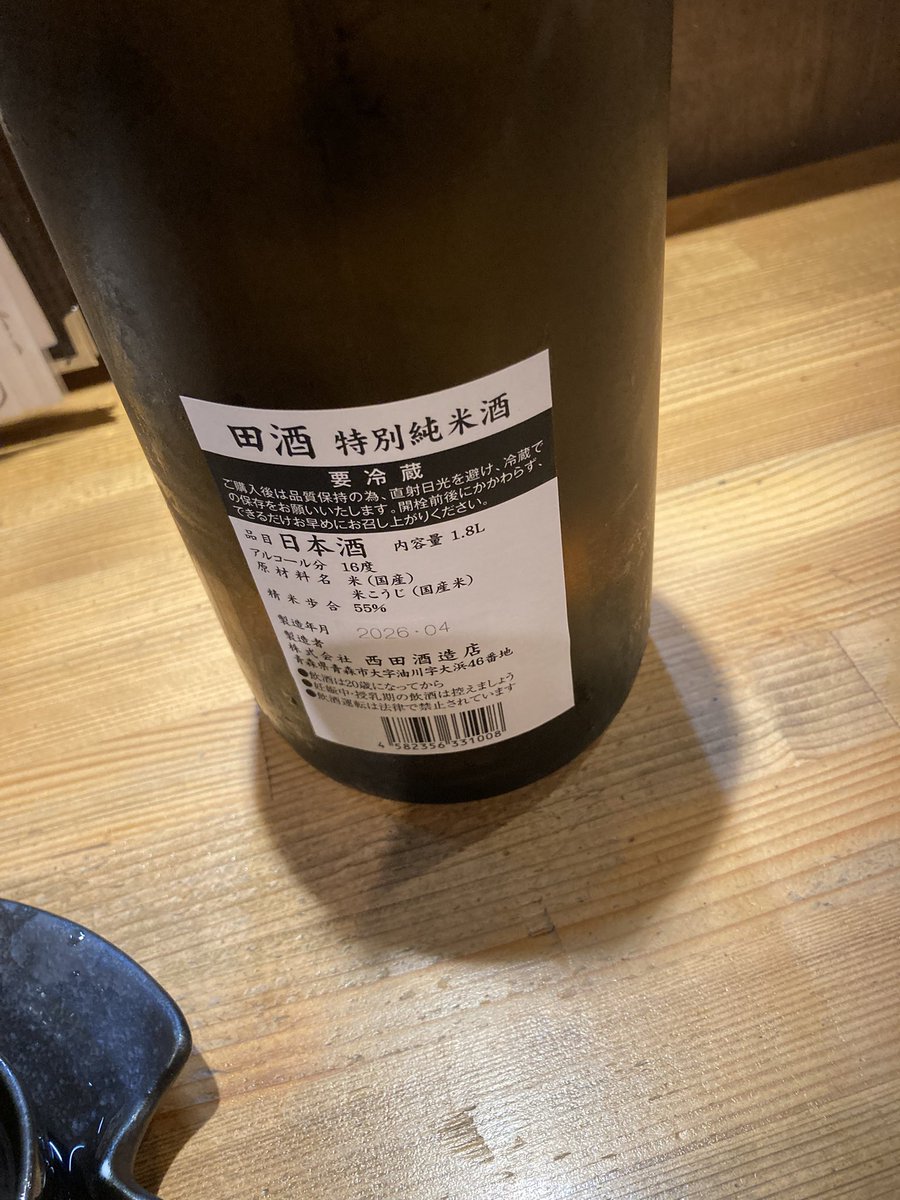 田酒 特別純米酒
要冷蔵
ご購入後は品質保持の為、直射日光を避け、冷蔵で
の保存をお願いいたします。開栓前後にかかわらず、
できるだけお早めにお召し上がりください。
品目 日本酒 内容量 1.8L
アルコール分 16度
原材料名 米(国産)
米こうじ(国産米)
精米歩合 55%
製造年月 2026・04
製造者
株式会社 西田酒造店
青森県青森市大字油川字大浜46番地
●飲酒は20歳になってから
●妊娠中・授乳期の飲酒は控えましょう
●飲酒運転は法律で禁止されています
4 582356 331008